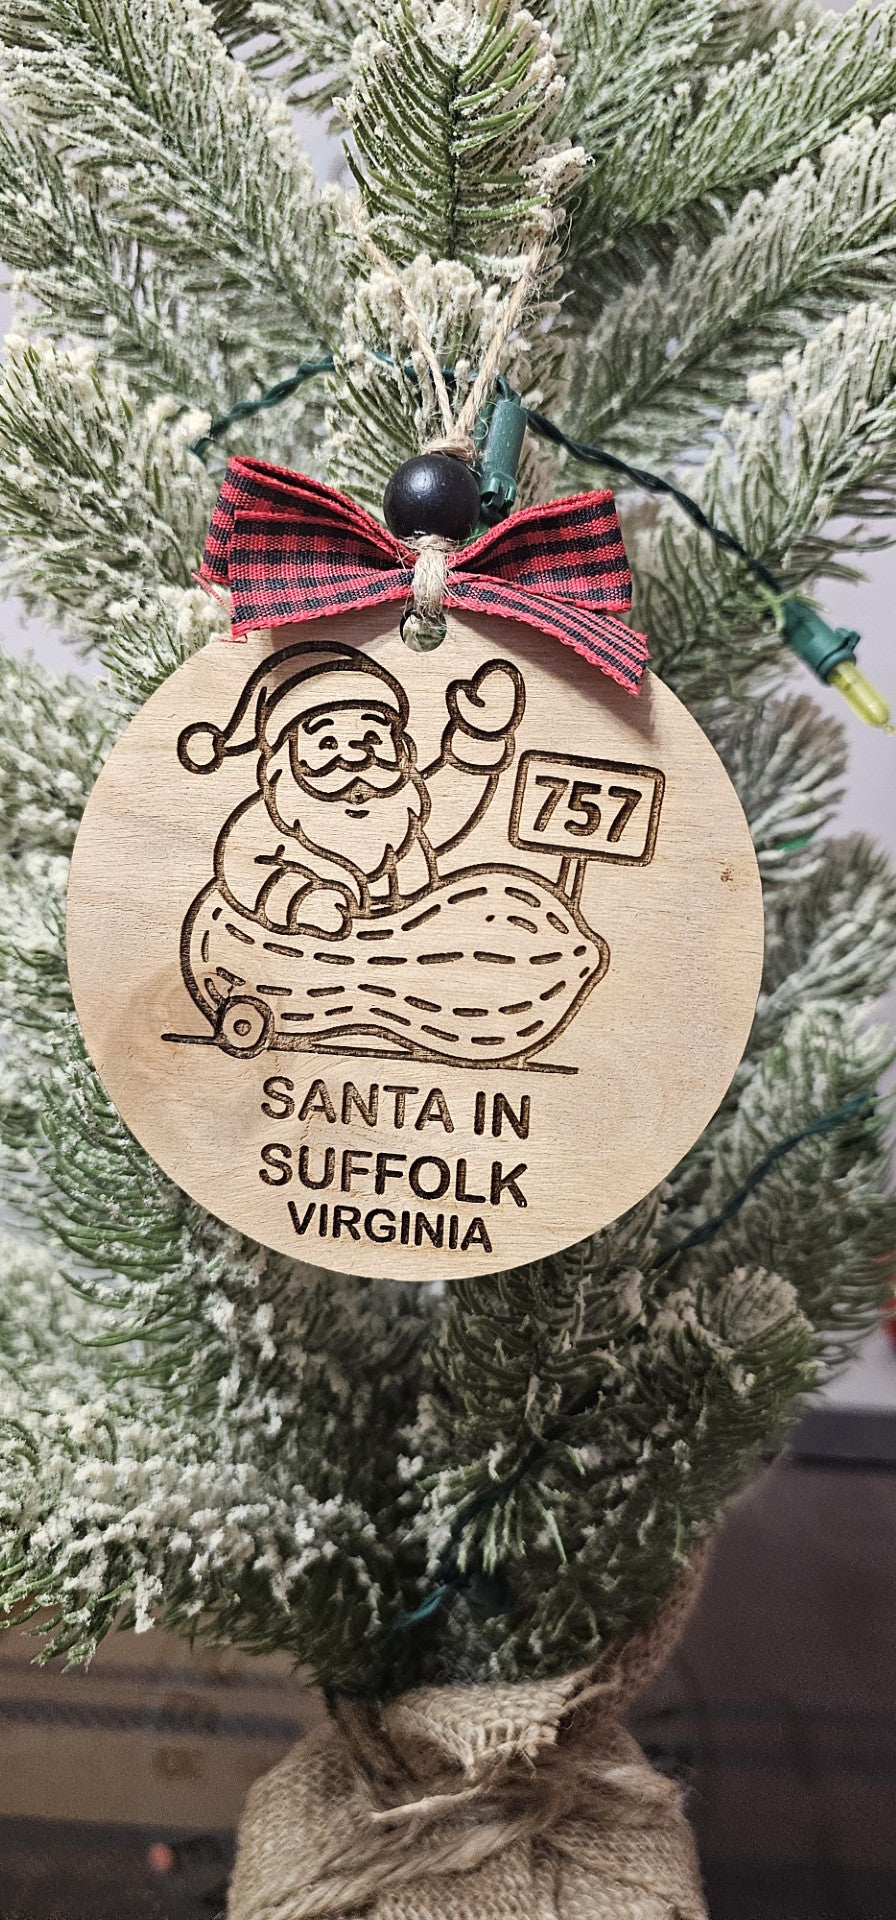 757
SANTA IN
SUFFOLK
VIRGINIA